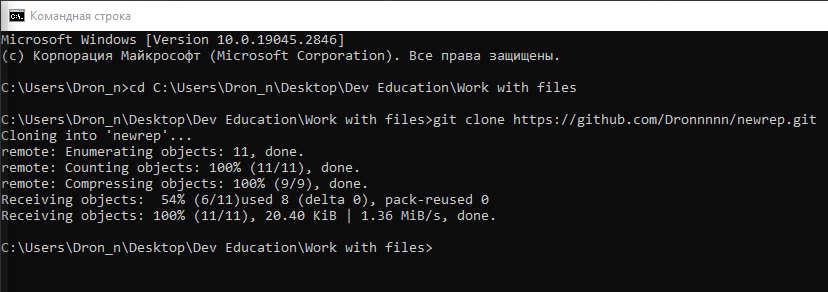 Командная строка
Microsoft Windows [Version 10.0.19045.2846]
(c) Корпорация Майкрософт (Microsoft Corporation). Все права защищены.
C:\Users\Dron_n>cd C:\Users\Dron_n\Desktop\Dev Education\Work with files
C:\Users\Dron_n\Desktop\Dev Education\Work with files>git clone https://github.com/Dronnnnn/newrep.git
Cloning into 'newrep'...
remote: Enumerating objects: 11, done.
remote: Counting objects: 100% (11/11), done.
remote: Compressing objects: 100% (9/9), done.
Receiving objects:  54% (6/11)used 8 (delta 0), pack-reused 0
Receiving objects: 100% (11/11), 20.40 KiB | 1.36 MiB/s, done.
C:\Users\Dron_n\Desktop\Dev Education\Work with files>